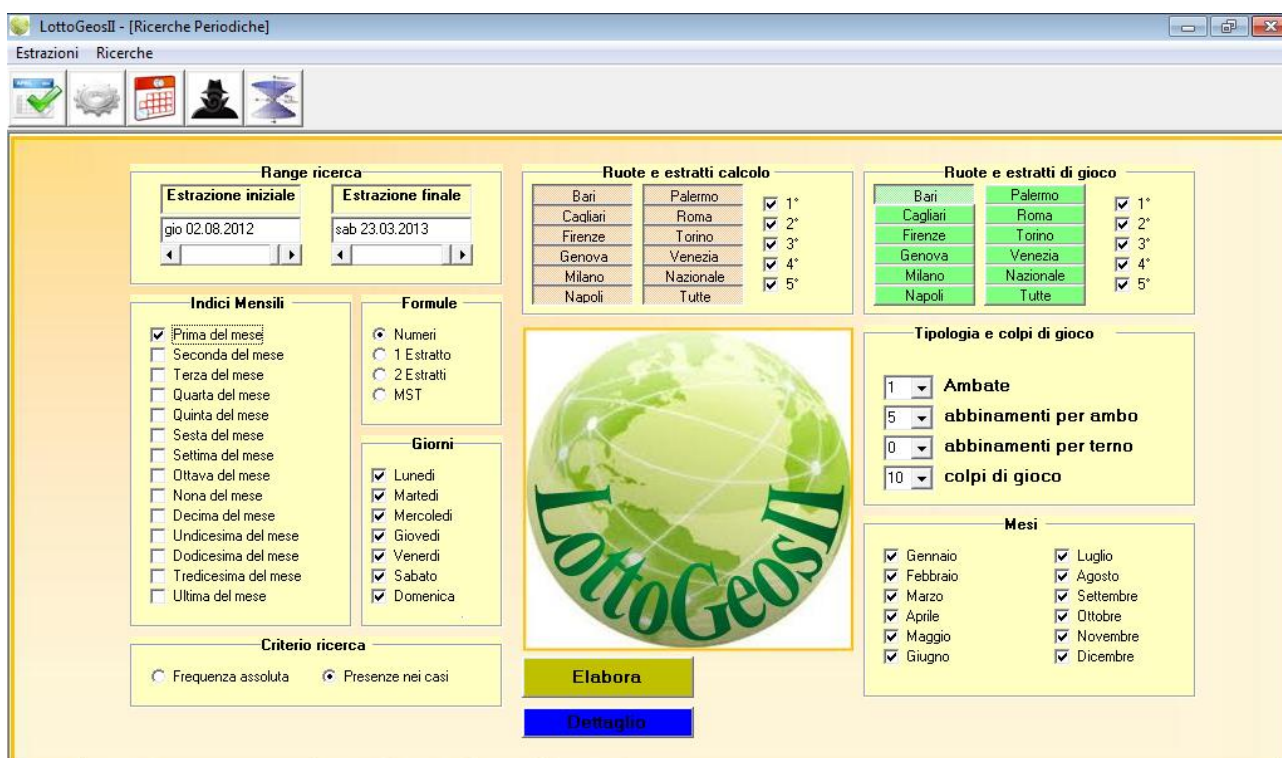 LottoGeosII - [Ricerche Periodiche]
Estrazioni Ricerche
Range ricerca
Estrazione iniziale
gio 02.08.2012
Estrazione finale
sab 23.03.2013
Indici Mensili
Prima del mese
Seconda del mese
Terza del mese
Quarta del mese
Quinta del mese
Sesta del mese
Settima del mese
Ottava del mese
Nona del mese
Decima del mese
Undicesima del mese
Dodicesima del mese
Tredicesima del mese
Ultima del mese
Formule
Numeri
1 Estratto
2 Estratti
MST
Giorni
Lunedi
Martedi
Mercoledi
Giovedi
Venerdi
Sabato
Domenica
Criterio ricerca
Frequenza assoluta Presenze nei casi
Ruote e estratti calcolo
Bari Palermo
Cagliari Roma
Firenze Torino
Genova Venezia
Milano Nazionale
Napoli Tutte
1°
2°
3°
4°
5°
LottoGeosII
Elabora
Dettaglio
Ruote e estratti di gioco
Bari Palermo
Cagliari Roma
Firenze Torino
Genova Venezia
Milano Nazionale
Napoli Tutte
1°
2°
3°
4°
5°
Tipologia e colpi di gioco
1 Ambate
5 abbinamenti per ambo
0 abbinamenti per terno
10 colpi di gioco
Mesi
Gennaio Luglio
Febbraio Agosto
Marzo Settembre
Aprile Ottobre
Maggio Novembre
Giugno Dicembre